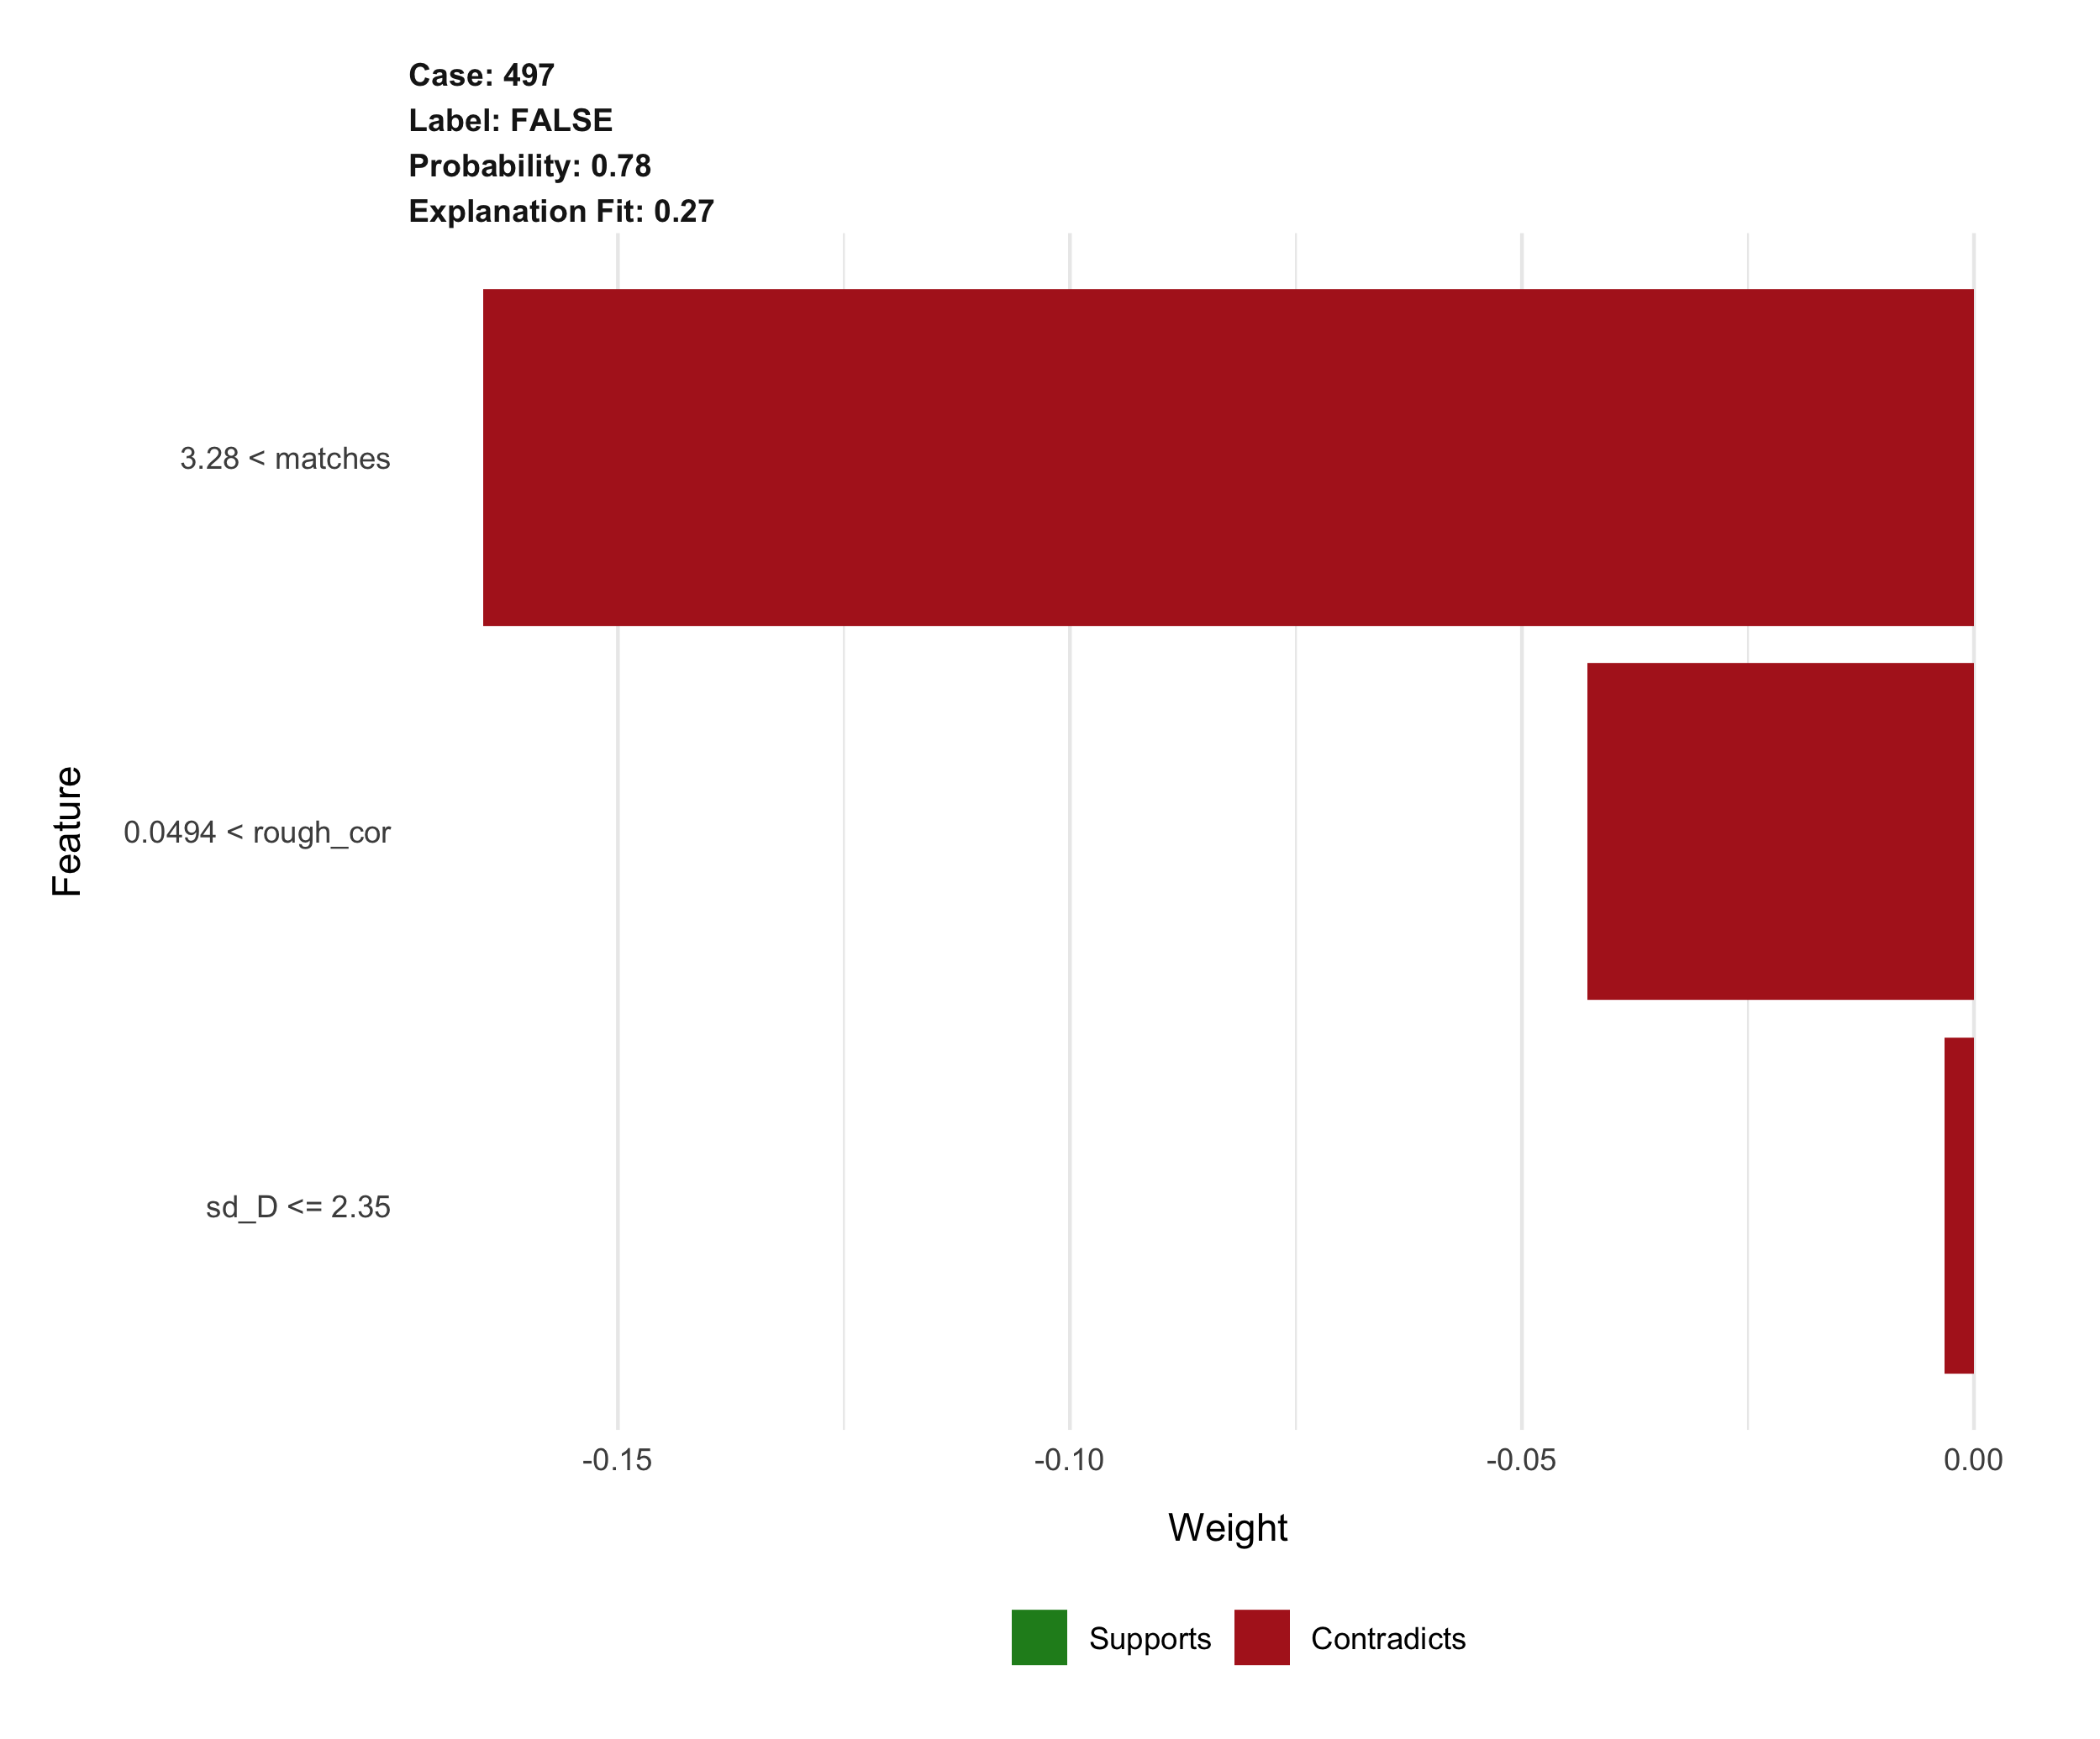 Case: 497
Label: FALSE
Probability: 0.78
Explanation Fit: 0.27
Feature
3.28 < matches
0.0494 < rough_cor
sd_D <= 2.35
-0.15 -0.10 -0.05 0.00
Weight
Supports Contradicts